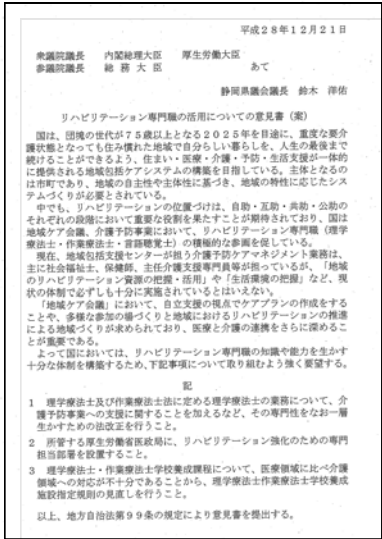 平成28年12月21日
衆議院議長　内閣総理大臣　厚生労働大臣
参議院議長　総務大臣　あて
静岡県議会議長　鈴木　洋佑
リハビリテーション専門職の活用についての意見書（案）
国は、団塊の世代が75歳以上となる2025年を目途に、重度な要介
護状態となっても住み慣れた地域で自分らしい暮らしを、人生の最後まで
続けることができるよう、住まい・医療・介護・予防・生活支援が一体的
に提供される地域包括ケアシステムの構築を目指している。主体となるの
は市町であり、地域の自主性や主体性に基づき、地域の特性に応じたシス
テムづくりが必要とされている。
中でも、リハビリテーションの位置づけは、自助・互助・共助・公助の
それぞれの段階において重要な役割を果たすことが期待されており、国は
地域ケア会議、介護予防事業において、リハビリテーション専門職（理学
療法士・作業療法士・言語聴覚士）の積極的な参画を促している。
現在、地域包括支援センターが担う介護予防ケアマネジメント業務は、
主に社会福祉士、保健師、主任介護支援専門員等が担っているが、「地域
のリハビリテーション資源の把握・活用」や「生活環境の把握」など、現
状の体制で必ずしも十分に実施されているとはいえない。
「地域ケア会議」において、自立支援の視点でケアプランの作成をする
ことや、多様な参加の場づくりと地域におけるリハビリテーションの推進
による地域づくりが求められており、医療と介護の連携をさらに深めるこ
とが重要である。
よって国においては、リハビリテーション専門職の知識や能力を生かす
十分な体制を構築するため、下記事項について取り組むよう強く要望する。
記
1　理学療法士及び作業療法士法に定める理学療法士の業務について、介
護予防事業への支援に関することを加えるなど、その専門性をなお一層
生かすための法改正を行うこと。
2　所管する厚生労働省医政局に、リハビリテーション強化のための専門
担当部署を設置すること。
3　理学療法士・作業療法士学校養成課程について、医療領域に比べ介護
領域への対応が不十分であることから、理学療法士作業療法士学校養成
施設指定規則の見直しを行うこと。
以上、地方自治法第99条の規定により意見書を提出する。